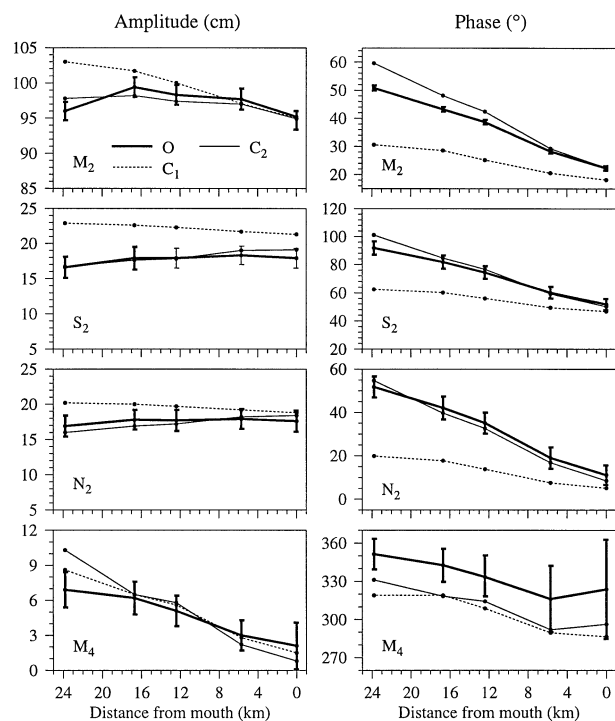 Amplitude (cm) Phase (°)
105
100
95
90
85
M₂
O
C₁
C₂
60
50
40
30
20
M₂
25
20
15
10
5
S₂
120
100
80
60
40
20
S₂
25
20
15
10
5
N₂
60
40
20
0
N₂
12
9
6
3
0
M₄
360
330
300
270
M₄
24 20 16 12 8 4 0 24 20 16 12 8 4 0
Distance from mouth (km) Distance from mouth (km)